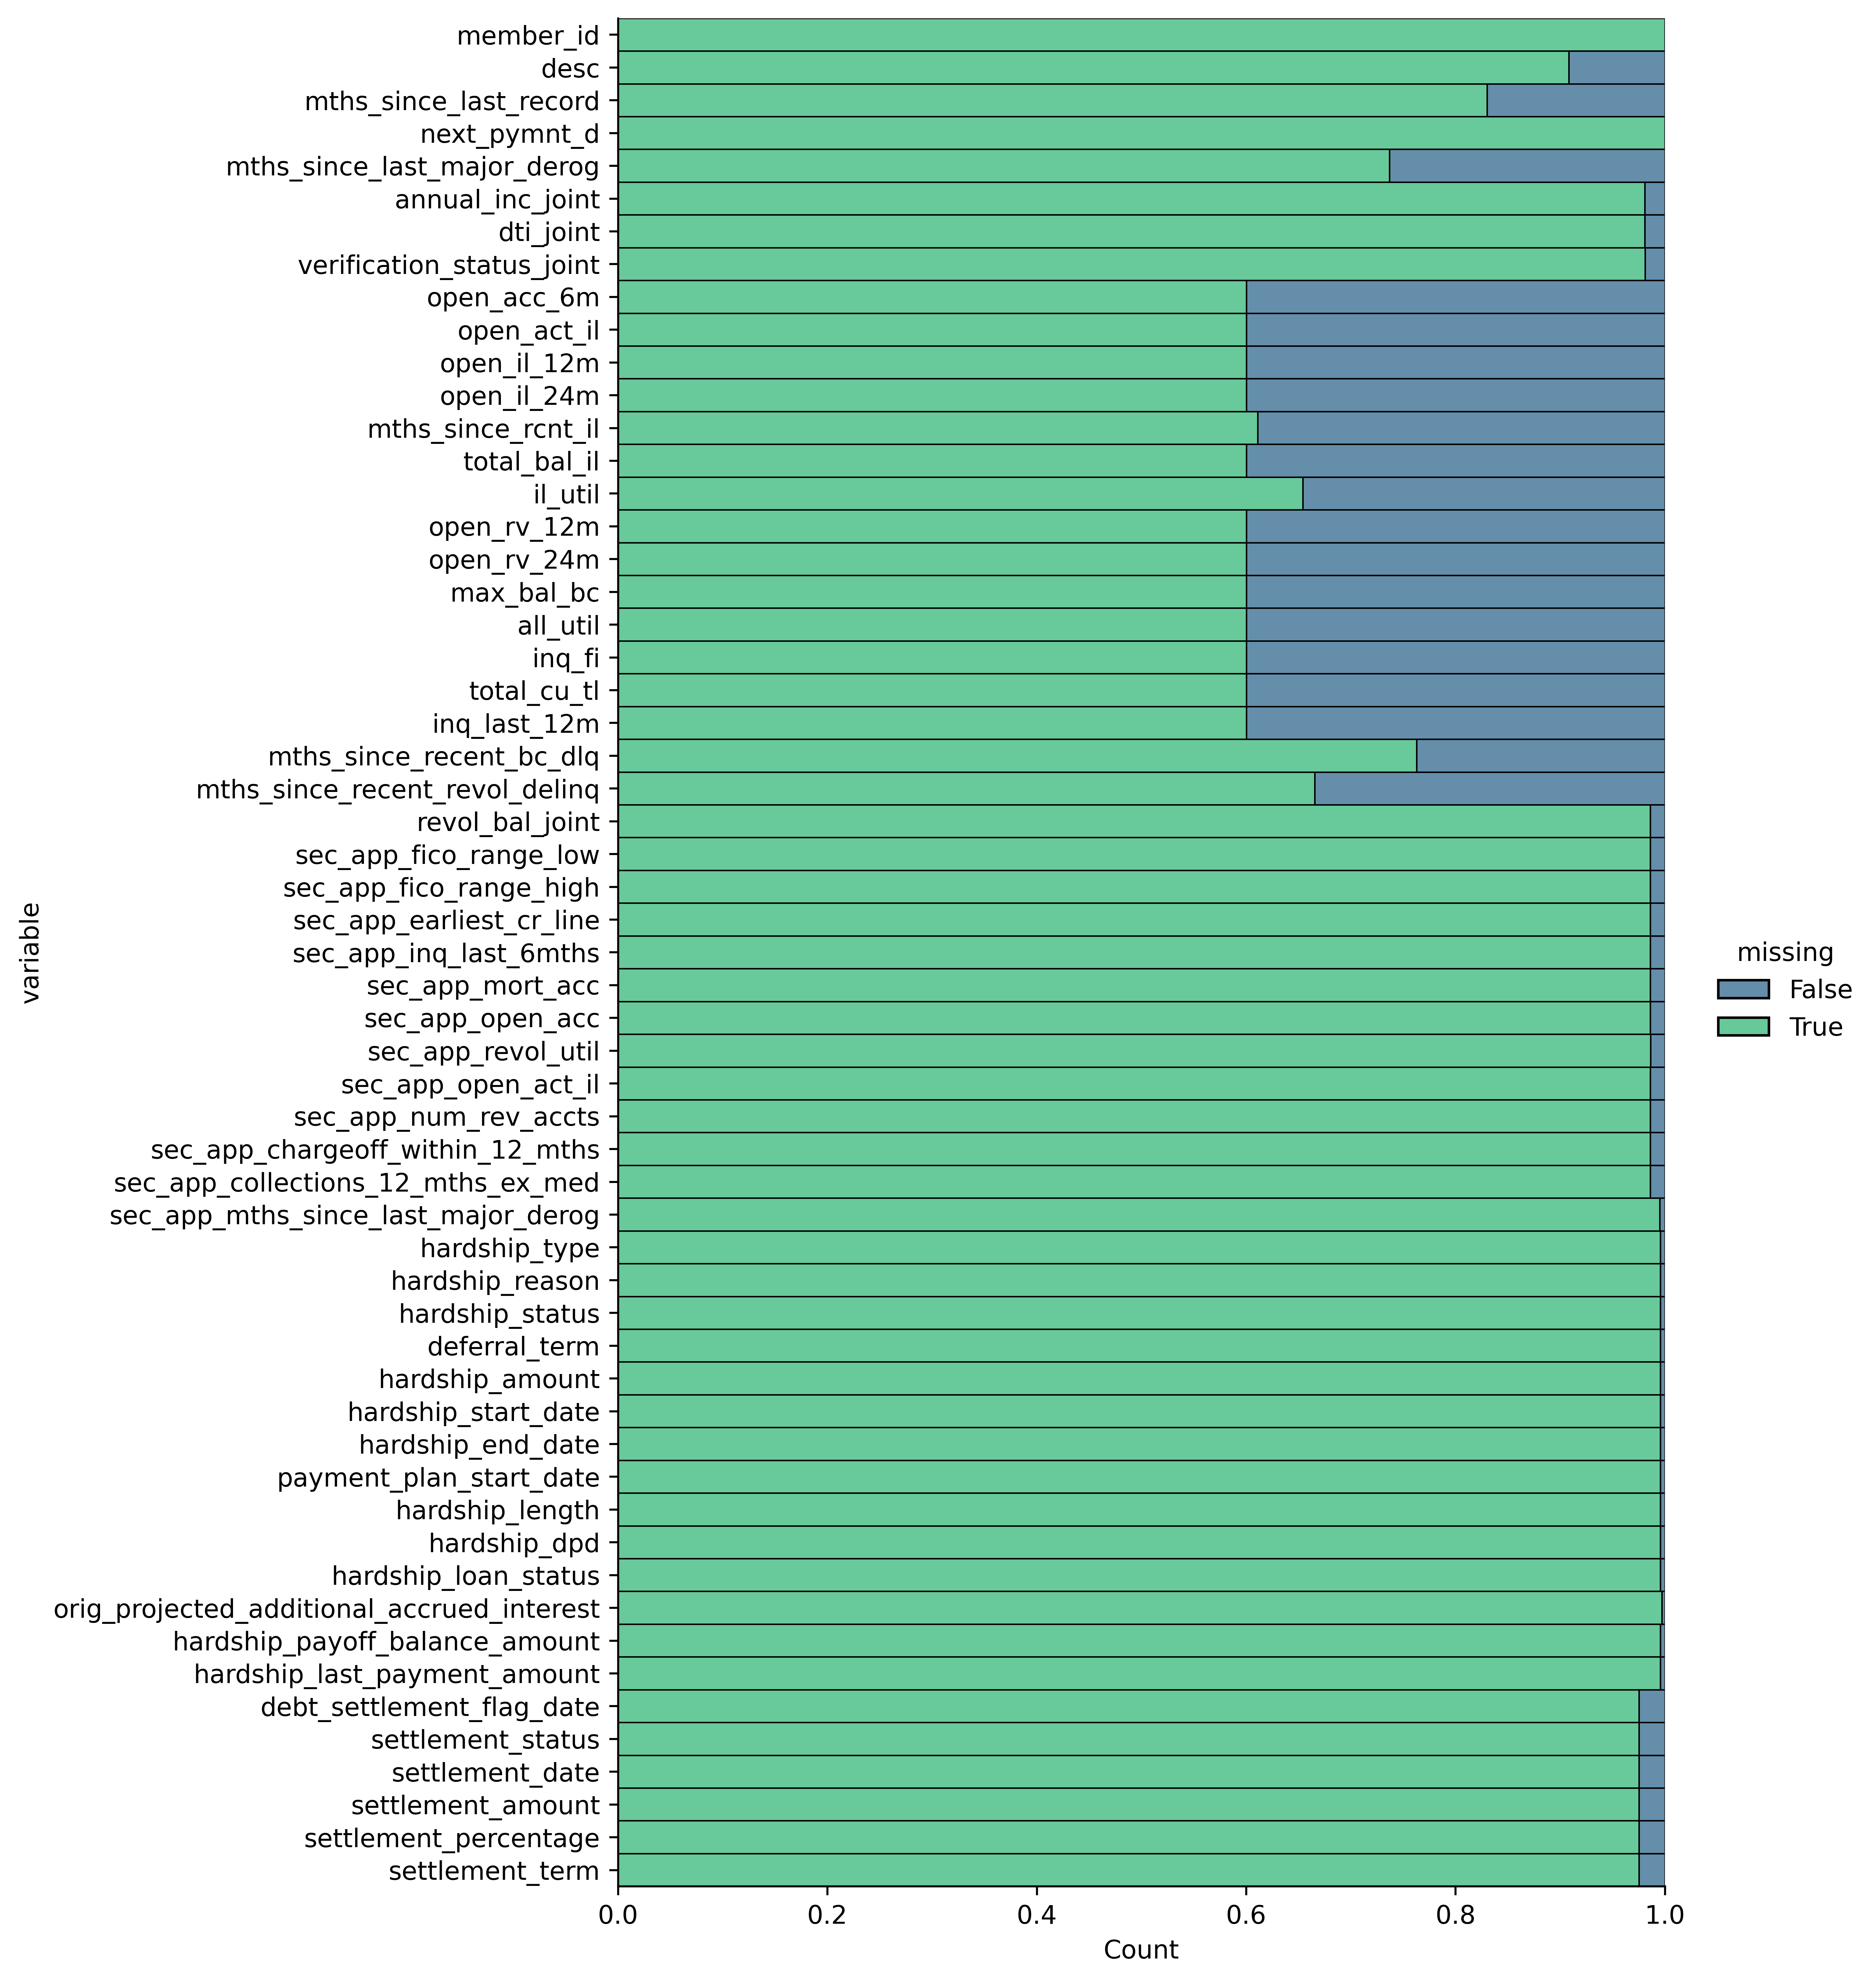 member_id
desc
mths_since_last_record
next_pymnt_d
mths_since_last_major_derog
annual_inc_joint
dti_joint
verification_status_joint
open_acc_6m
open_act_il
open_il_12m
open_il_24m
mths_since_rcnt_il
total_bal_il
il_util
open_rv_12m
open_rv_24m
max_bal_bc
all_util
inq_fi
total_cu_tl
inq_last_12m
mths_since_recent_bc_dlq
mths_since_recent_revol_delinq
revol_bal_joint
sec_app_fico_range_low
sec_app_fico_range_high
sec_app_earliest_cr_line
sec_app_inq_last_6mths
sec_app_mort_acc
sec_app_open_acc
sec_app_revol_util
sec_app_open_act_il
sec_app_num_rev_accts
sec_app_chargeoff_within_12_mths
sec_app_collections_12_mths_ex_med
sec_app_mths_since_last_major_derog
hardship_type
hardship_reason
hardship_status
deferral_term
hardship_amount
hardship_start_date
hardship_end_date
payment_plan_start_date
hardship_length
hardship_dpd
hardship_loan_status
orig_projected_additional_accrued_interest
hardship_payoff_balance_amount
hardship_last_payment_amount
debt_settlement_flag_date
settlement_status
settlement_date
settlement_amount
settlement_percentage
settlement_term
variable
0.0 0.2 0.4 0.6 0.8 1.0
Count
missing
False
True